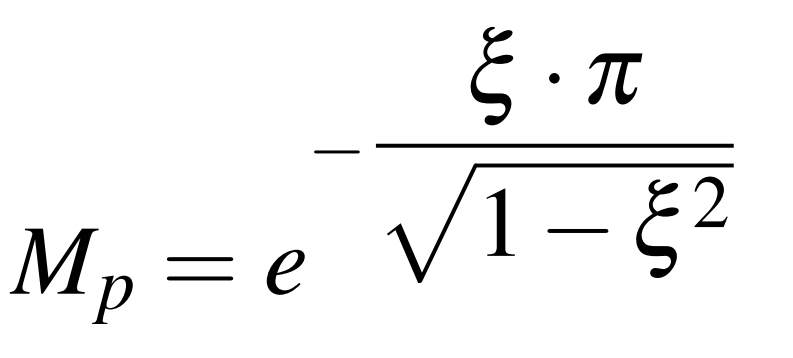 M_p = e^{-\frac{\xi \cdot \pi}{\sqrt{1-\xi^2}}}